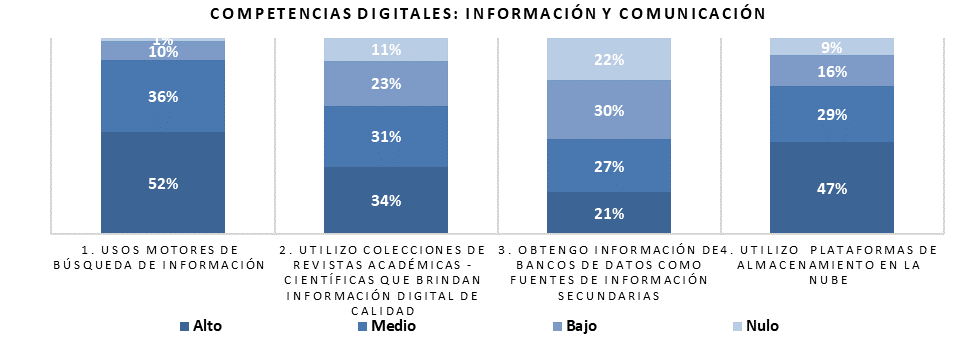 COMPETENCIAS DIGITALES: INFORMACIÓN Y COMUNICACIÓN
1%
10%
36%
52%
11%
23%
31%
34%
22%
30%
27%
21%
9%
16%
29%
47%
1. USOS MOTORES DE
BÚSQUEDA DE INFORMACIÓN
2. UTILIZO COLECCIONES DE
REVISTAS ACADÉMICAS -
CIENTÍFICAS QUE BRINDAN
INFORMACIÓN DIGITAL DE
CALIDAD
3. OBTENGO INFORMACIÓN DE
BANCOS DE DATOS COMO
FUENTES DE INFORMACIÓN
SECUNDARIAS
4. UTILIZO PLATAFORMAS DE
ALMACENAMIENTO EN LA
NUBE
Alto
Medio
Bajo
Nulo